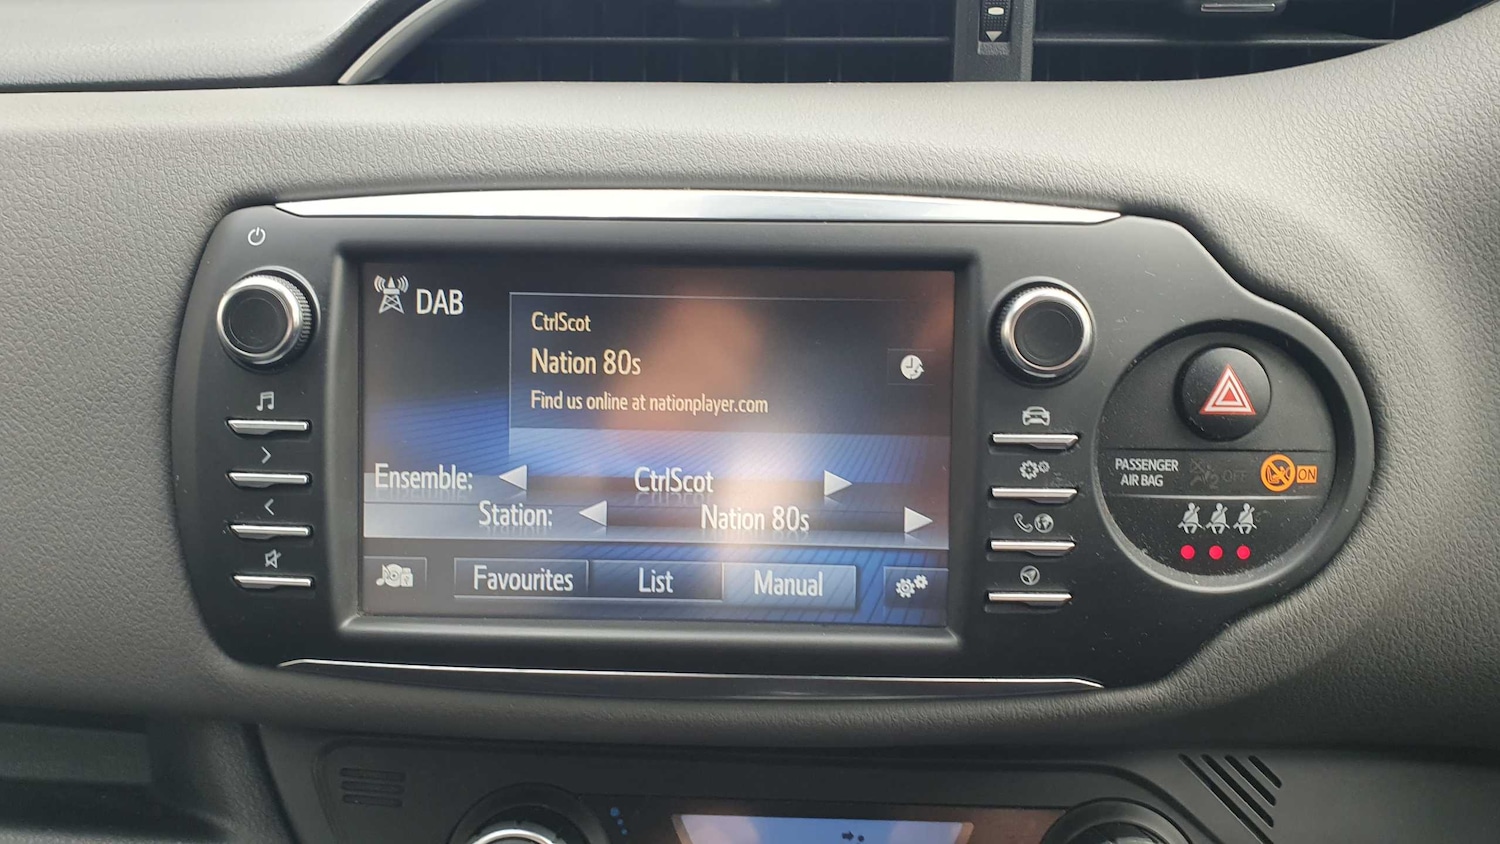 DAB
CtrlScot
Nation 80s
Find us online at nationplayer.com
Ensemble: CtrlScot
Station: Nation 80s
Favourites List Manual
PASSENGER
AIR BAG
OFF
ON